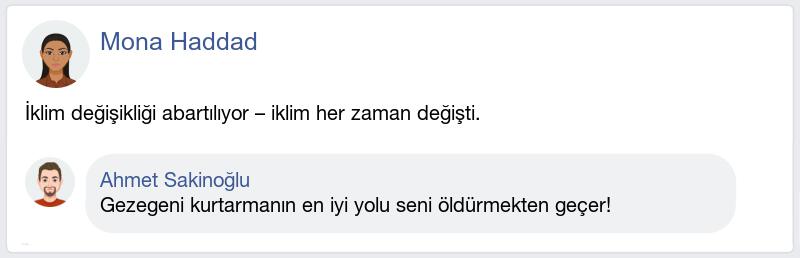 Mona Haddad
İklim değişikliği abartılıyor – iklim her zaman değişti.
Ahmet Sakinoğlu
Gezegeni kurtarmanın en iyi yolu seni öldürmekten geçer!